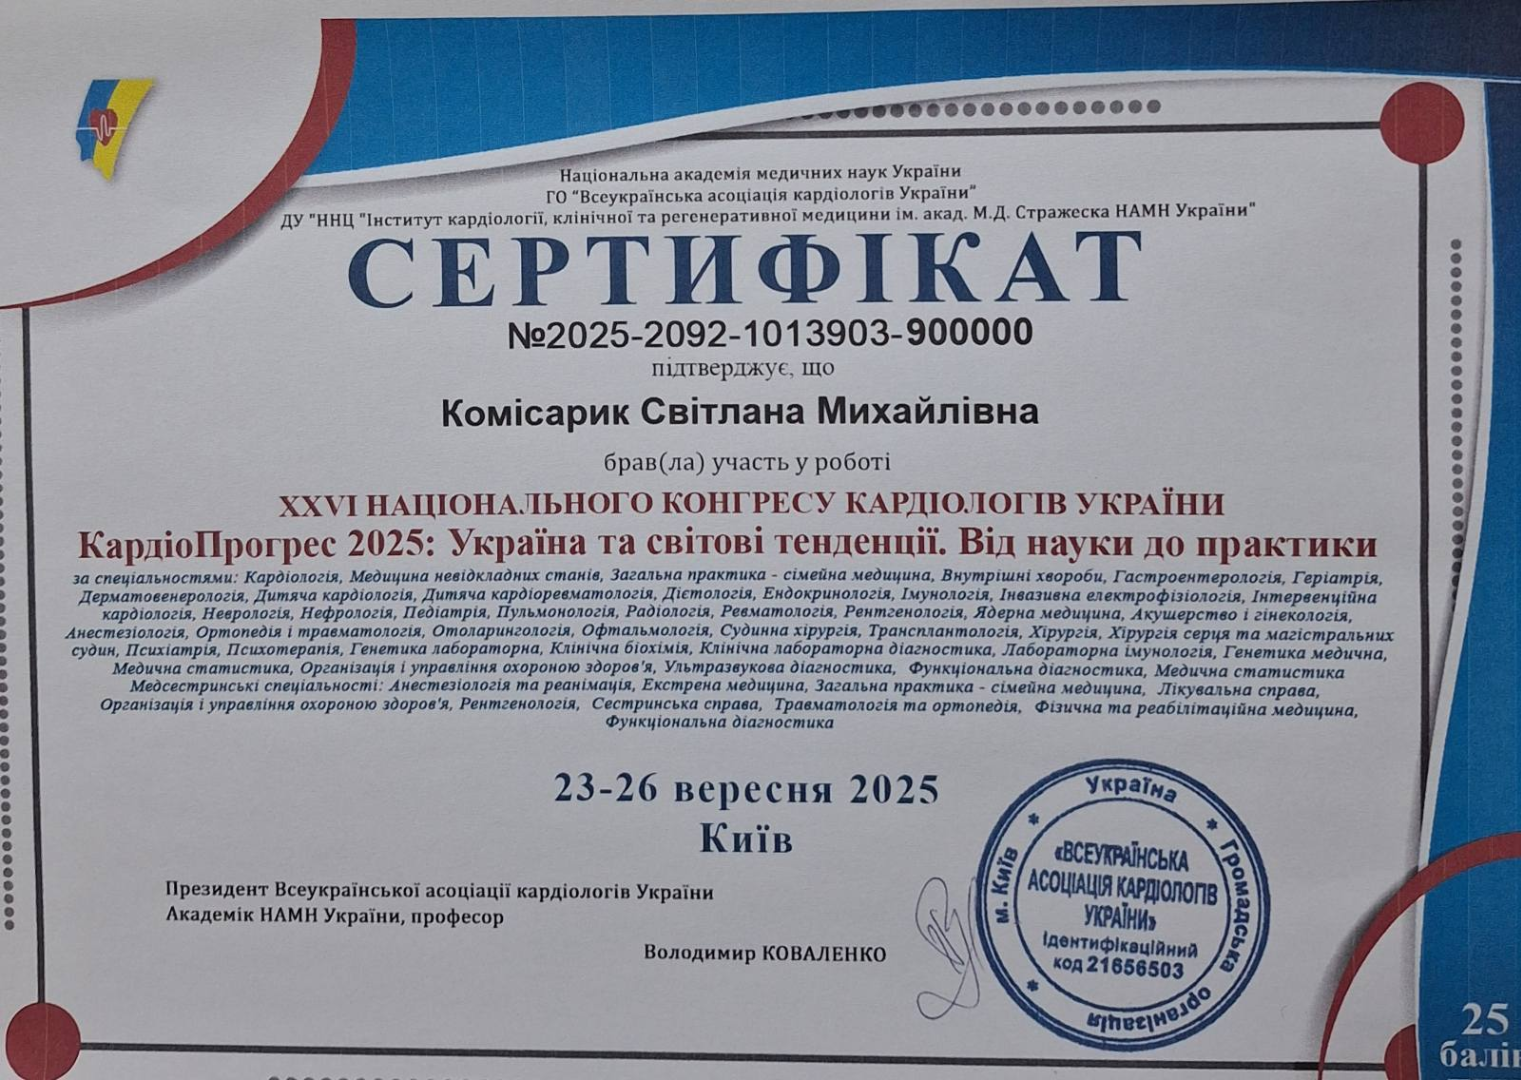 Національна академія медичних наук України
ГО "Всеукраїнська асоціація кардіологів України"
ДУ "ННЦ "Інститут кардіології, клінічної та регенеративної медицини ім. акад. М.Д. Стражеска НАМН України"
СЕРТИФІКАТ
№2025-2092-1013903-900000
підтверджує, що
Комісарик Світлана Михайлівна
брав(ла) участь у роботі
XXVI НАЦІОНАЛЬНОГО КОНГРЕСУ КАРДІОЛОГІВ УКРАЇНИ
КардіоПрогрес 2025: Україна та світові тенденції. Від науки до практики
за спеціальностями: Кардіологія, Медицина невідкладних станів, Загальна практика - сімейна медицина, Внутрішні хвороби, Гастроентерологія, Геріатрія,
Дерматовенерологія, Дитяча кардіологія, Дитяча кардіоревматологія, Дієтологія, Ендокринологія, Імунологія, Інвазивна електрофізіологія, Інтервенційна
кардіологія, Неврологія, Нефрологія, Педіатрія, Пульмонологія, Радіологія, Ревматологія, Рентгенологія, Ядерна медицина, Акушерство і гінекологія,
Анестезіологія, Ортопедія і травматологія, Отоларингологія, Офтальмологія, Судинна хірургія, Трансплантологія, Хірургія, Хірургія серця та магістральних
судин, Психіатрія, Психотерапія, Генетика лабораторна, Клінічна біохімія, Клінічна лабораторна діагностика, Лабораторна імунологія, Генетика медична,
Медична статистика, Організація і управління охороною здоров'я, Ультразвукова діагностика, Функціональна діагностика, Медична статистика
Медсестринські спеціальності: Анестезіологія та реанімація, Екстрена медицина, Загальна практика - сімейна медицина, Лікувальна справа,
Організація і управління охороною здоров'я, Рентгенологія, Сестринська справа, Травматологія та ортопедія, Фізична та реабілітаційна медицина,
Функціональна діагностика
23-26 вересня 2025
Київ
Президент Всеукраїнської асоціації кардіологів України
Академік НАМН України, професор
Володимир КОВАЛЕНКО
Україна
м. Київ
Громадська організація
«ВСЕУКРАЇНСЬКА
АСОЦІАЦІЯ КАРДІОЛОГІВ
УКРАЇНИ»
Ідентифікаційний
код 21656503
25